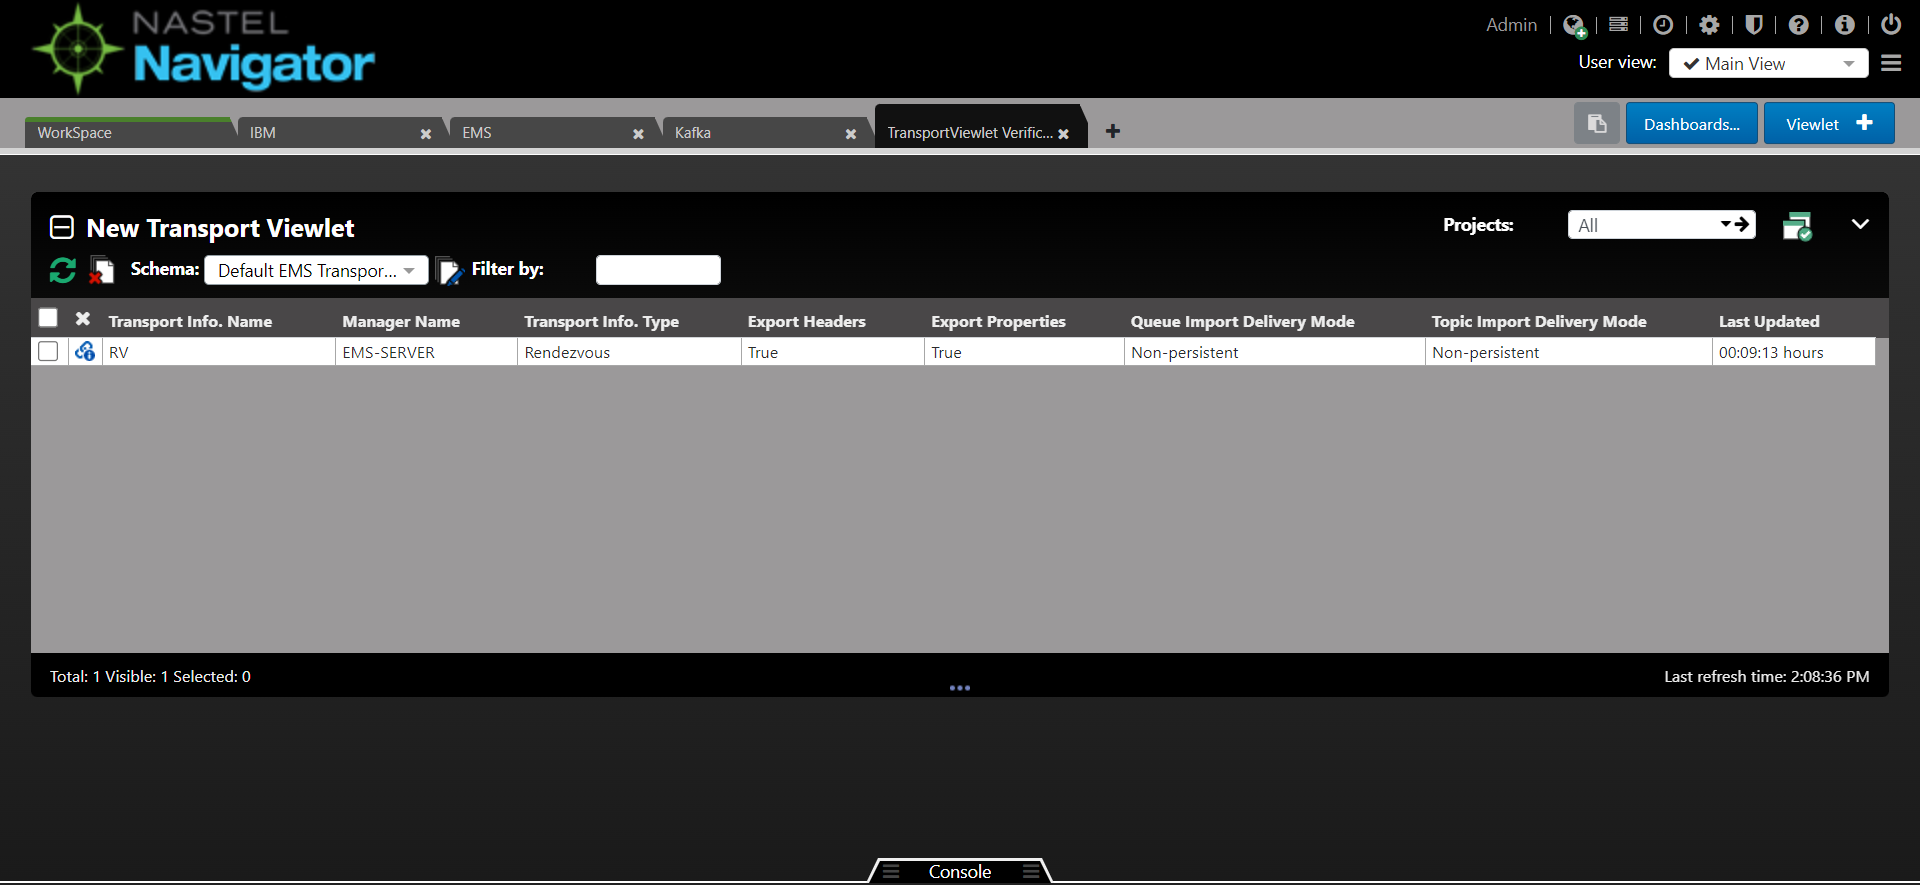 NASTEL
Navigator
Admin
User view: Main View
WorkSpace
IBM
EMS
Kafka
TransportViewlet Verific...
Dashboards...
Viewlet
New Transport Viewlet
Projects: All
Schema: Default EMS Transpor... Filter by:
Transport Info. Name Manager Name Transport Info. Type Export Headers Export Properties Queue Import Delivery Mode Topic Import Delivery Mode Last Updated
RV EMS-SERVER Rendezvous True True Non-persistent Non-persistent 00:09:13 hours
Total: 1 Visible: 1 Selected: 0
Last refresh time: 2:08:36 PM
Console